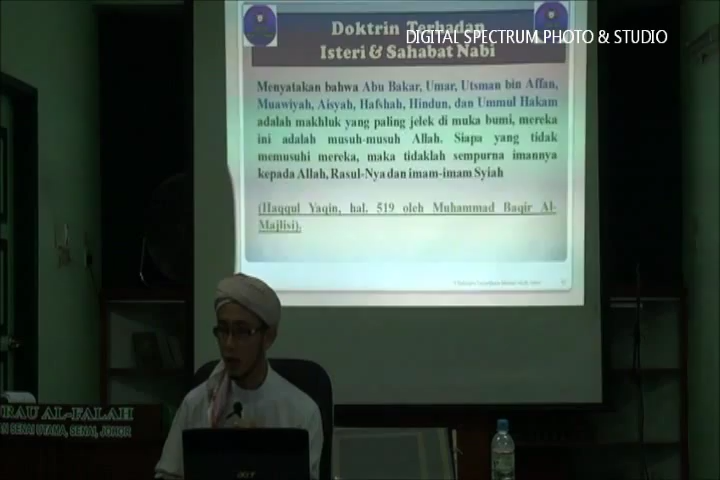 DIGITAL SPECTRUM PHOTO & STUDIO
Doktrin Terhadap
Isteri & Sahabat Nabi
Menyatakan bahwa Abu Bakar, Umar, Utsman bin Affan,
Muawiyah, Aisyah, Hafshah, Hindun, dan Ummul Hakam
adalah makhluk yang paling jelek di muka bumi, mereka
ini adalah musuh-musuh Allah. Siapa yang tidak
memusuhi mereka, maka tidaklah sempurna imannya
kepada Allah, Rasul-Nya dan imam-imam Syiah
(Haqqul Yaqin, hal. 519 oleh Muhammad Baqir Al-
Majlisi).
RAU AL-FALAH
N SENAI UTAMA, SENAI, JOHOR
acer